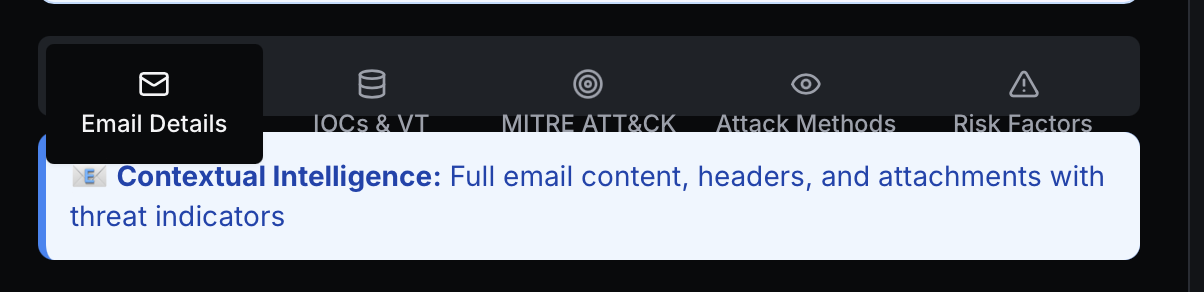 Email Details
IOCs & VT
MITRE ATT&CK
Attack Methods
Risk Factors
📧 Contextual Intelligence: Full email content, headers, and attachments with
threat indicators